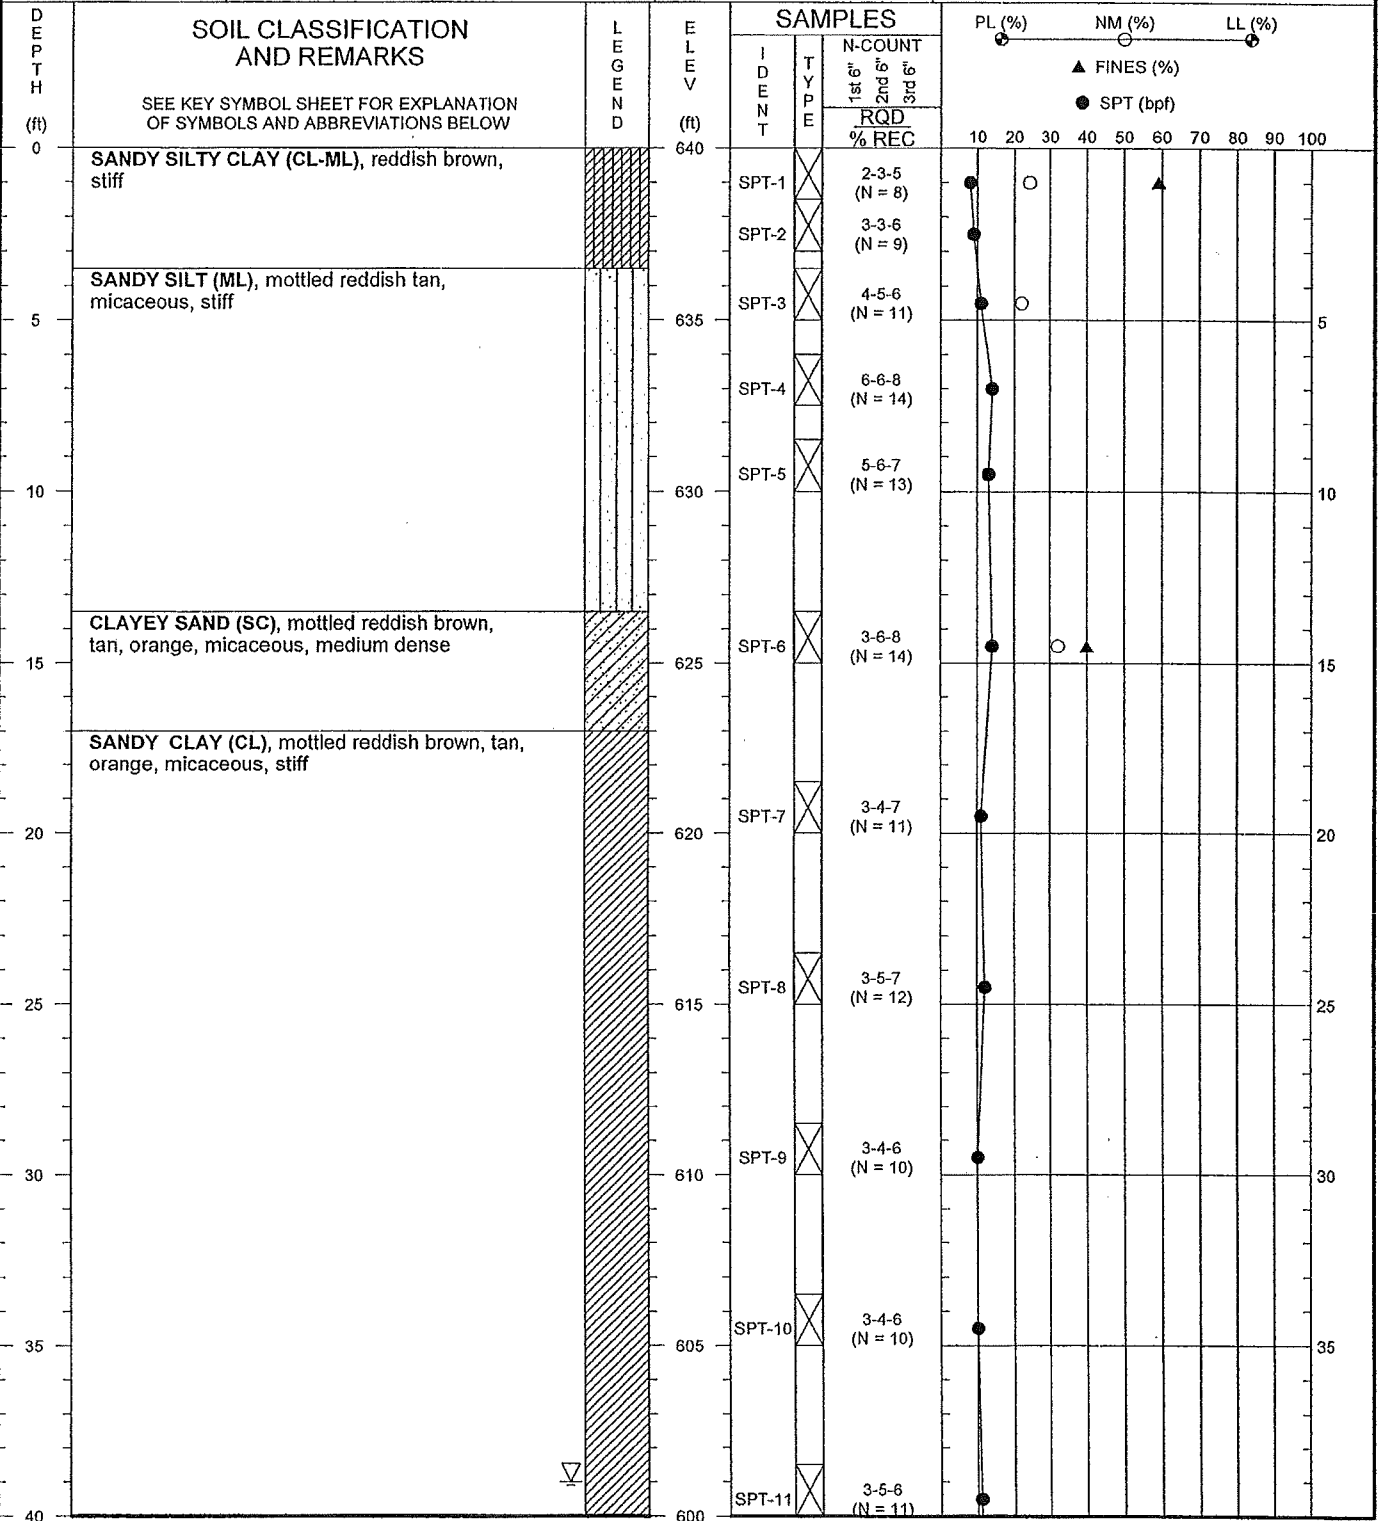 DEPTH
(ft)
SOIL CLASSIFICATION
AND REMARKS
SEE KEY SYMBOL SHEET FOR EXPLANATION
OF SYMBOLS AND ABBREVIATIONS BELOW
LEGEND
ELEV
(ft)
SAMPLES
IDENT
TYPE
N-COUNT
1st 6"
2nd 6"
3rd 6"
RQD
% REC
PL (%) NM (%) LL (%)
▲ FINES (%)
● SPT (bpf)
10 20 30 40 50 60 70 80 90 100
0
SANDY SILTY CLAY (CL-ML), reddish brown,
stiff
640
SPT-1
2-3-5
(N = 8)
SPT-2
3-3-6
(N = 9)
SANDY SILT (ML), mottled reddish tan,
micaceous, stiff
SPT-3
4-5-6
(N = 11)
5
635
5
SPT-4
6-6-8
(N = 14)
SPT-5
5-6-7
(N = 13)
10
630
10
CLAYEY SAND (SC), mottled reddish brown,
tan, orange, micaceous, medium dense
SPT-6
3-6-8
(N = 14)
15
625
15
SANDY CLAY (CL), mottled reddish brown, tan,
orange, micaceous, stiff
SPT-7
3-4-7
(N = 11)
20
620
20
SPT-8
3-5-7
(N = 12)
25
615
25
SPT-9
3-4-6
(N = 10)
30
610
30
SPT-10
3-4-6
(N = 10)
35
605
35
SPT-11
3-5-6
(N = 11)
40
600